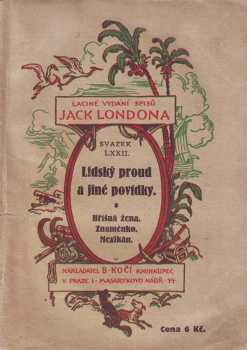 LACINÉ VYDÁNÍ SPISŮ
JACK LONDONA
SVAZEK
LXXII.
Lidský proud
a jiné povídky.
Hříšná žena.
Znaménko.
Mexikán.
NAKLADATEL B·KOČÍ KNIHKUPEC
V PRAZE I·MASARYKOVO NÁDŘ·14·
Cena 6 Kč.